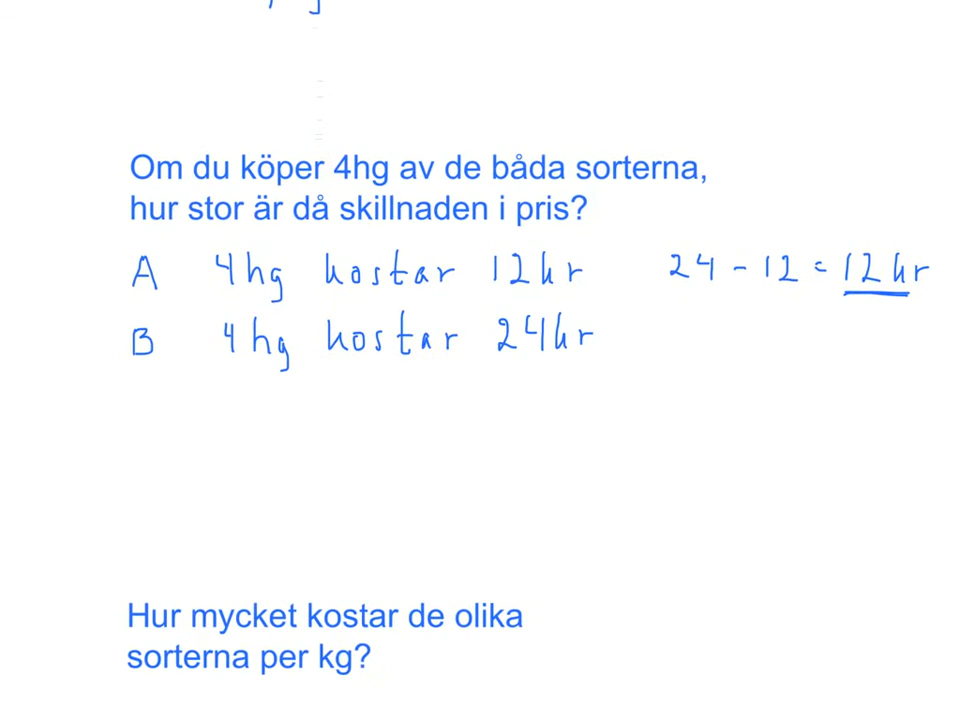 Om du köper 4hg av de båda sorterna,
hur stor är då skillnaden i pris?
A 4hg kostar 12kr 24 - 12 = 12kr
B 4hg kostar 24kr
Hur mycket kostar de olika
sorterna per kg?